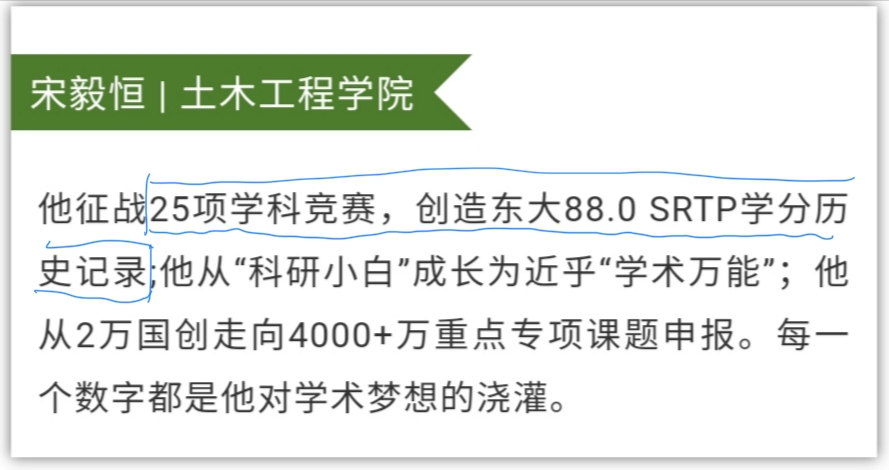 宋毅恒 | 土木工程学院
他征战25项学科竞赛，创造东大88.0 SRTP学分历
史记录;他从“科研小白”成长为近乎“学术万能”；他
从2万国创走向4000+万重点专项课题申报。每一
个数字都是他对学术梦想的浇灌。